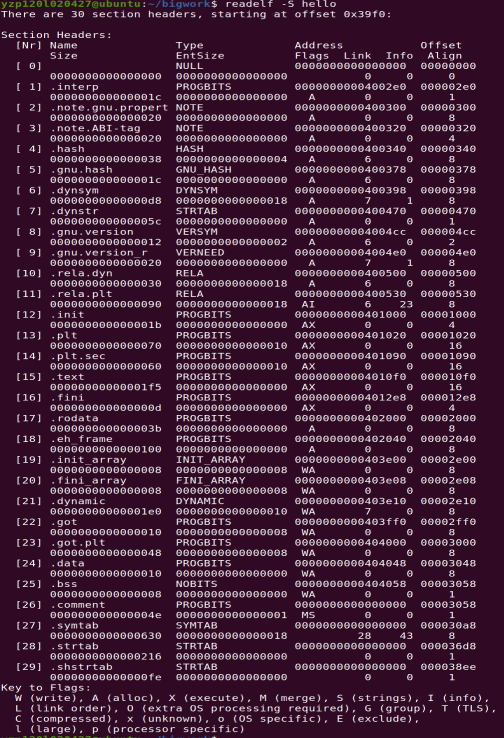 yzp120l020427@ubuntu:~/bigwork$ readelf -S hello
There are 30 section headers, starting at offset 0x39f0:

Section Headers:
  [Nr] Name              Type             Address           Offset
       Size              EntSize          Flags  Link  Info  Align
  [ 0]                   NULL             0000000000000000  00000000
       0000000000000000  0000000000000000           0     0     0
  [ 1] .interp           PROGBITS         00000000004002e0  000002e0
       000000000000001c  0000000000000000   A       0     0     1
  [ 2] .note.gnu.propert NOTE             0000000000400300  00000300
       0000000000000020  0000000000000000   A       0     0     8
  [ 3] .note.ABI-tag     NOTE             0000000000400320  00000320
       0000000000000020  0000000000000000   A       0     0     4
  [ 4] .hash             HASH             0000000000400340  00000340
       0000000000000038  0000000000000004   A       6     0     8
  [ 5] .gnu.hash         GNU_HASH         0000000000400378  00000378
       000000000000001c  0000000000000000   A       6     0     8
  [ 6] .dynsym           DYNSYM           0000000000400398  00000398
       00000000000000d8  0000000000000018   A       7     1     8
  [ 7] .dynstr           STRTAB           0000000000400470  00000470
       000000000000005c  0000000000000000   A       0     0     1
  [ 8] .gnu.version      VERSYM           00000000004004cc  000004cc
       0000000000000012  0000000000000002   A       6     0     2
  [ 9] .gnu.version_r    VERNEED          00000000004004e0  000004e0
       0000000000000020  0000000000000000   A       7     1     8
  [10] .rela.dyn         RELA             0000000000400500  00000500
       0000000000000030  0000000000000018   A       6     0     8
  [11] .rela.plt         RELA             0000000000400530  00000530
       0000000000000090  0000000000000018  AI       6    23     8
  [12] .init             PROGBITS         0000000000401000  00001000
       000000000000001b  0000000000000000  AX       0     0     4
  [13] .plt              PROGBITS         0000000000401020  00001020
       0000000000000070  0000000000000010  AX       0     0     16
  [14] .plt.sec          PROGBITS         0000000000401090  00001090
       0000000000000060  0000000000000010  AX       0     0     16
  [15] .text             PROGBITS         00000000004010f0  000010f0
       00000000000001f5  0000000000000000  AX       0     0     16
  [16] .fini             PROGBITS         00000000004012e8  000012e8
       000000000000000d  0000000000000000  AX       0     0     4
  [17] .rodata           PROGBITS         0000000000402000  00002000
       000000000000003b  0000000000000000   A       0     0     8
  [18] .eh_frame         PROGBITS         0000000000402040  00002040
       0000000000000100  0000000000000000   A       0     0     8
  [19] .init_array       INIT_ARRAY       0000000000403e00  00002e00
       0000000000000008  0000000000000008  WA       0     0     8
  [20] .fini_array       FINI_ARRAY       0000000000403e08  00002e08
       0000000000000008  0000000000000008  WA       0     0     8
  [21] .dynamic          DYNAMIC          0000000000403e10  00002e10
       00000000000001e0  0000000000000010  WA       7     0     8
  [22] .got              PROGBITS         0000000000403ff0  00002ff0
       0000000000000010  0000000000000008  WA       0     0     8
  [23] .got.plt          PROGBITS         0000000000404000  00003000
       0000000000000048  0000000000000008  WA       0     0     8
  [24] .data             PROGBITS         0000000000404048  00003048
       0000000000000010  0000000000000000  WA       0     0     8
  [25] .bss              NOBITS           0000000000404058  00003058
       0000000000000008  0000000000000000  WA       0     0     1
  [26] .comment          PROGBITS         0000000000000000  00003058
       000000000000004e  0000000000000001  MS       0     0     1
  [27] .symtab           SYMTAB           0000000000000000  000030a8
       0000000000000630  0000000000000018          28    43     8
  [28] .strtab           STRTAB           0000000000000000  000036d8
       0000000000000216  0000000000000000           0     0     1
  [29] .shstrtab         STRTAB           0000000000000000  000038ee
       00000000000000fe  0000000000000000           0     0     1
Key to Flags:
  W (write), A (alloc), X (execute), M (merge), S (strings), I (info),
  L (link order), O (extra OS processing required), G (group), T (TLS),
  C (compressed), x (unknown), o (OS specific), E (exclude),
  l (large), p (processor specific)